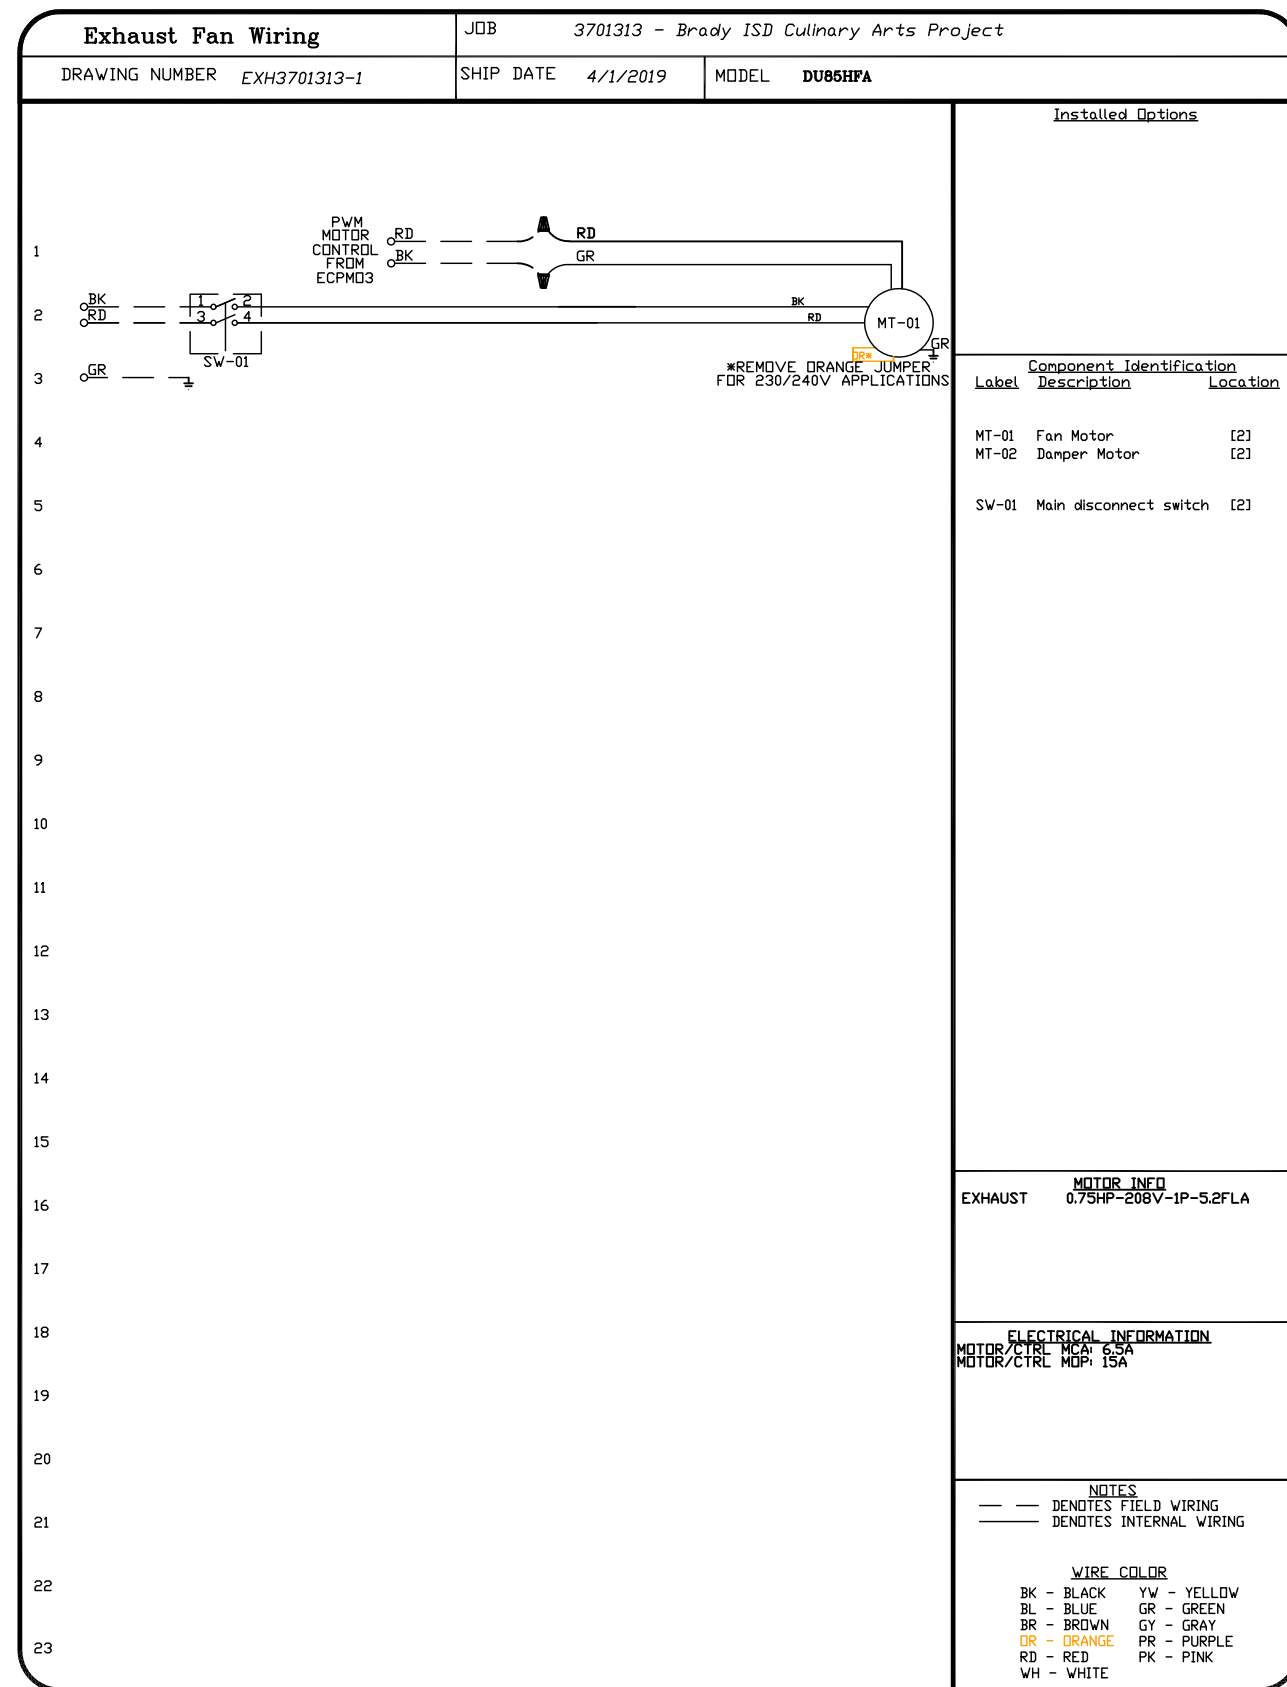 Exhaust Fan Wiring
JOB 3701313 - Brady ISD Culinary Arts Project
DRAWING NUMBER EXH3701313-1
SHIP DATE 4/1/2019
MODEL DU85HFA
1
PWM
MOTOR
CONTROL
FROM
ECPM03
RD
BK
RD
GR
2
BK
RD
1 2
3 4
SW-01
BK
RD
MT-01
GR
OR*
*REMOVE ORANGE JUMPER
FOR 230/240V APPLICATIONS
3
GR
4
5
6
7
8
9
10
11
12
13
14
15
16
17
18
19
20
21
22
23
Installed Options
Component Identification
Label Description Location
MT-01 Fan Motor [2]
MT-02 Damper Motor [2]
SW-01 Main disconnect switch [2]
MOTOR INFO
EXHAUST 0.75HP-208V-1P-5.2FLA
ELECTRICAL INFORMATION
MOTOR/CTRL MCA: 6.5A
MOTOR/CTRL MOP: 15A
NOTES
DENOTES FIELD WIRING
DENOTES INTERNAL WIRING
WIRE COLOR
BK - BLACK YW - YELLOW
BL - BLUE GR - GREEN
BR - BROWN GY - GRAY
OR - ORANGE PR - PURPLE
RD - RED PK - PINK
WH - WHITE